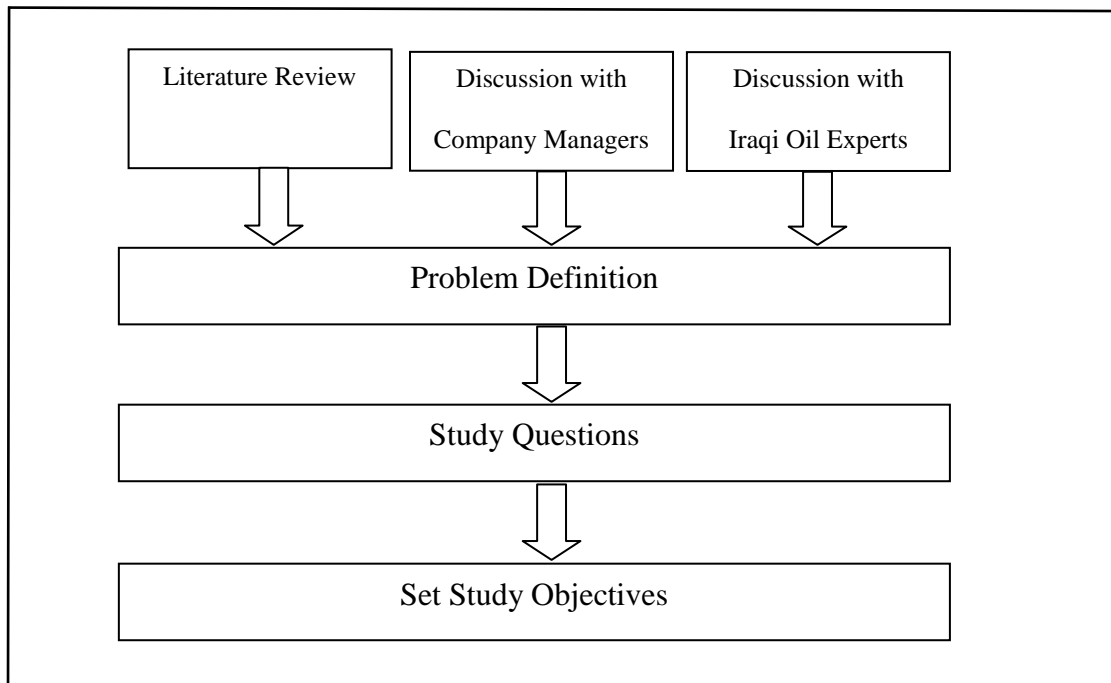 Literature Review
Discussion with
Company Managers
Discussion with
Iraqi Oil Experts
Problem Definition
Study Questions
Set Study Objectives